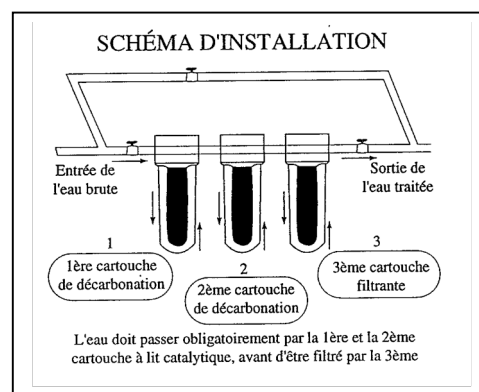 SCHÉMA D'INSTALLATION
Entrée de
l'eau brute
Sortie de
l'eau traitée
1
1ère cartouche
de décarbonation
2
2ème cartouche
de décarbonation
3
3ème cartouche
filtrante
L'eau doit passer obligatoirement par la 1ère et la 2ème
cartouche à lit catalytique, avant d'être filtré par la 3ème